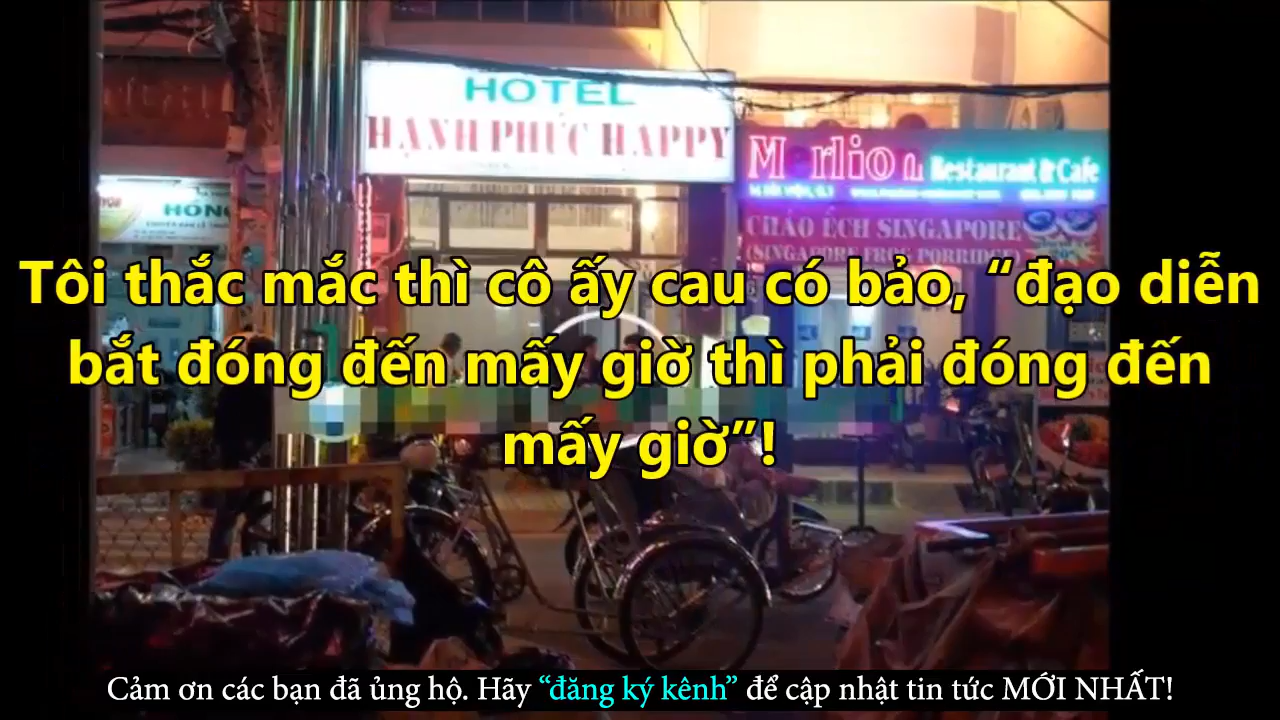 HOTEL
HẠNH PHÚC HAPPY
Merlion Restaurant & Cafe
HỒNG
CHÁO ẾCH SINGAPORE
(SINGAPORE FROG PORRIDGE
Tôi thắc mắc thì cô ấy cau có bảo, “đạo diễn
bắt đóng đến mấy giờ thì phải đóng đến
mấy giờ”!
Cảm ơn các bạn đã ủng hộ. Hãy “đăng ký kênh” để cập nhật tin tức MỚI NHẤT!